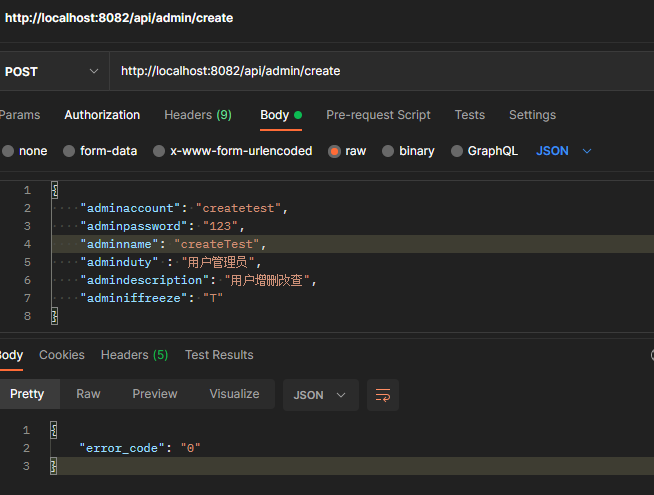 http://localhost:8082/api/admin/create
POST http://localhost:8082/api/admin/create
Params Authorization Headers (9) Body Pre-request Script Tests Settings
none form-data x-www-form-urlencoded raw binary GraphQL JSON
1 {
2 "adminaccount": "createtest",
3 "adminpassword": "123",
4 "adminname": "createTest",
5 "adminduty" : "用户管理员",
6 "admindescription": "用户增删改查",
7 "adminiffreeze": "T"
8 }
Body Cookies Headers (5) Test Results
Pretty Raw Preview Visualize JSON
1 {
2 "error_code": "0"
3 }